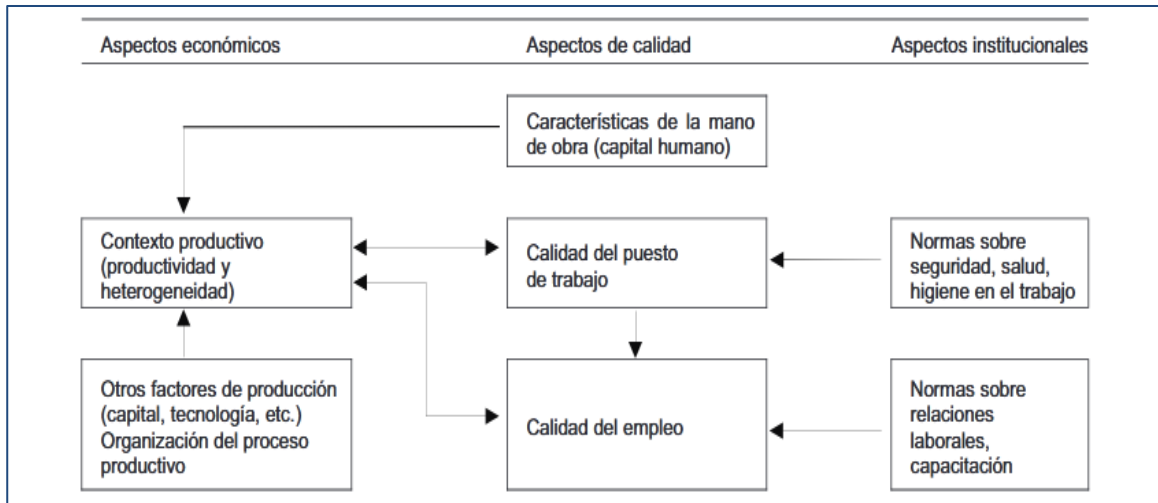 Aspectos económicos
Aspectos de calidad
Aspectos institucionales
Características de la mano
de obra (capital humano)
Contexto productivo
(productividad y
heterogeneidad)
Calidad del puesto
de trabajo
Normas sobre
seguridad, salud,
higiene en el trabajo
Otros factores de producción
(capital, tecnología, etc.)
Organización del proceso
productivo
Calidad del empleo
Normas sobre
relaciones
laborales,
capacitación